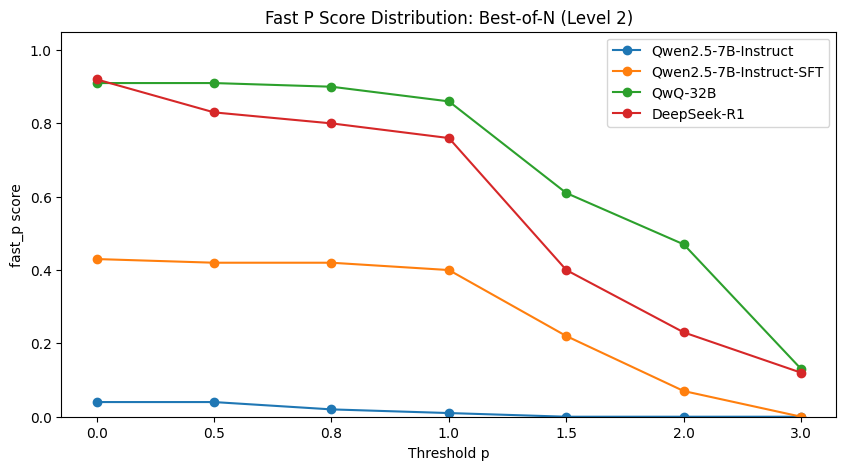 Fast P Score Distribution: Best-of-N (Level 2)
Qwen2.5-7B-Instruct
Qwen2.5-7B-Instruct-SFT
QwQ-32B
DeepSeek-R1
fast_p score
1.0
0.8
0.6
0.4
0.2
0.0
0.0 0.5 0.8 1.0 1.5 2.0 3.0
Threshold p